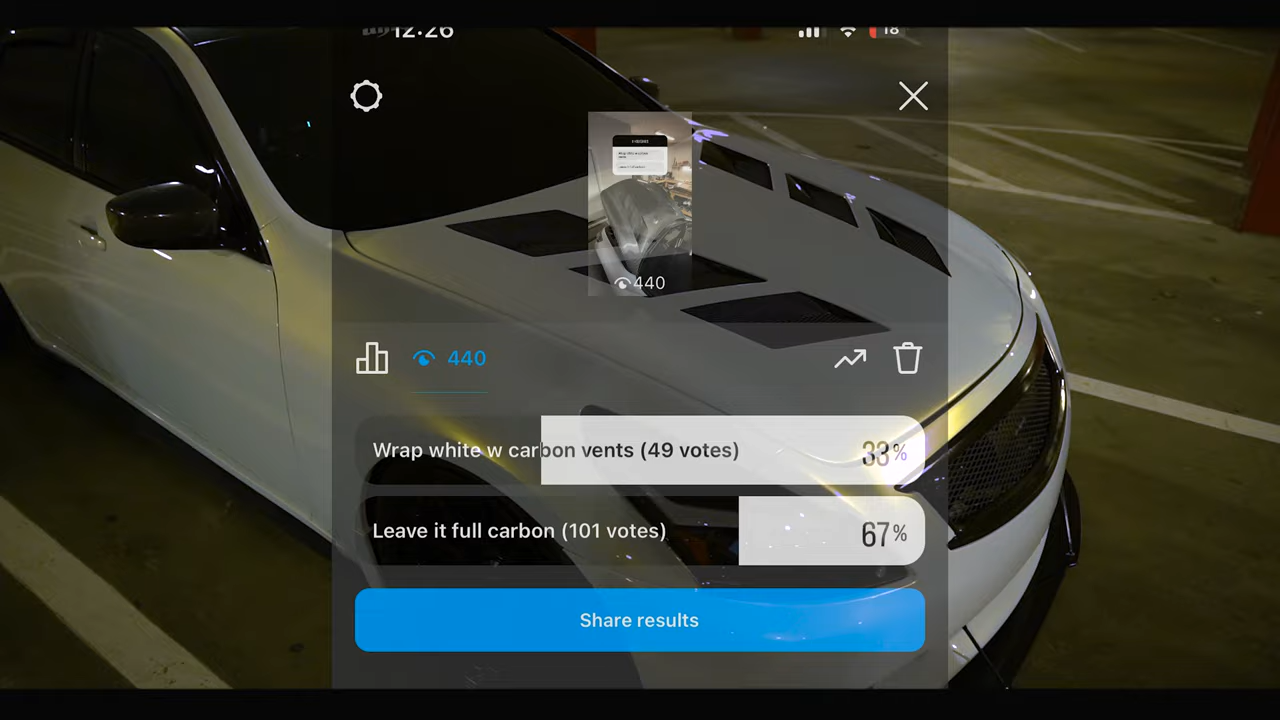 12:26
18
440
440
Wrap white w carbon vents (49 votes)
33%
Leave it full carbon (101 votes)
67%
Share results